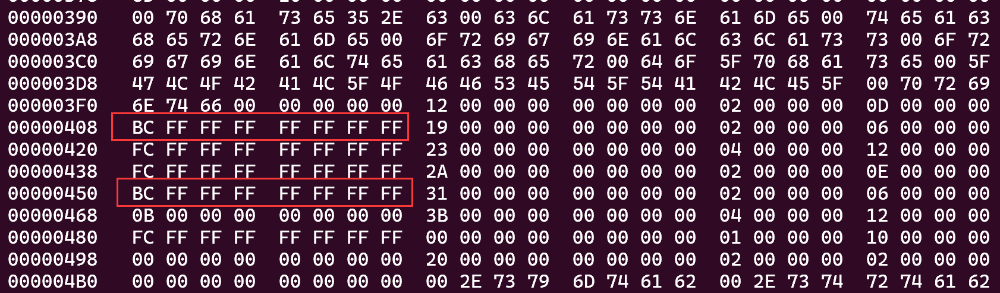 00000390 00 70 68 61 73 65 35 2E 63 00 63 6C 61 73 73 6E 61 6D 65 00 74 65 61 63
000003A8 68 65 72 6E 61 6D 65 00 6F 72 69 67 69 6E 61 6C 63 6C 61 73 73 00 6F 72
000003C0 69 67 69 6E 61 6C 74 65 61 63 68 65 72 00 64 6F 5F 70 68 61 73 65 00 5F
000003D8 47 4C 4F 42 41 4C 5F 4F 46 46 53 45 54 5F 54 41 42 4C 45 5F 00 70 72 69
000003F0 6E 74 66 00 00 00 00 00 12 00 00 00 00 00 00 00 02 00 00 00 0D 00 00 00
00000408 BC FF FF FF FF FF FF FF 19 00 00 00 00 00 00 00 02 00 00 00 06 00 00 00
00000420 FC FF FF FF FF FF FF FF 23 00 00 00 00 00 00 00 04 00 00 00 12 00 00 00
00000438 FC FF FF FF FF FF FF FF 2A 00 00 00 00 00 00 00 02 00 00 00 0E 00 00 00
00000450 BC FF FF FF FF FF FF FF 31 00 00 00 00 00 00 00 02 00 00 00 06 00 00 00
00000468 0B 00 00 00 00 00 00 00 3B 00 00 00 00 00 00 00 04 00 00 00 12 00 00 00
00000480 FC FF FF FF FF FF FF FF 00 00 00 00 00 00 00 00 01 00 00 00 10 00 00 00
00000498 00 00 00 00 00 00 00 00 20 00 00 00 00 00 00 00 02 00 00 00 02 00 00 00
000004B0 00 00 00 00 00 00 00 00 00 2E 73 79 6D 74 61 62 00 2E 73 74 72 74 61 62